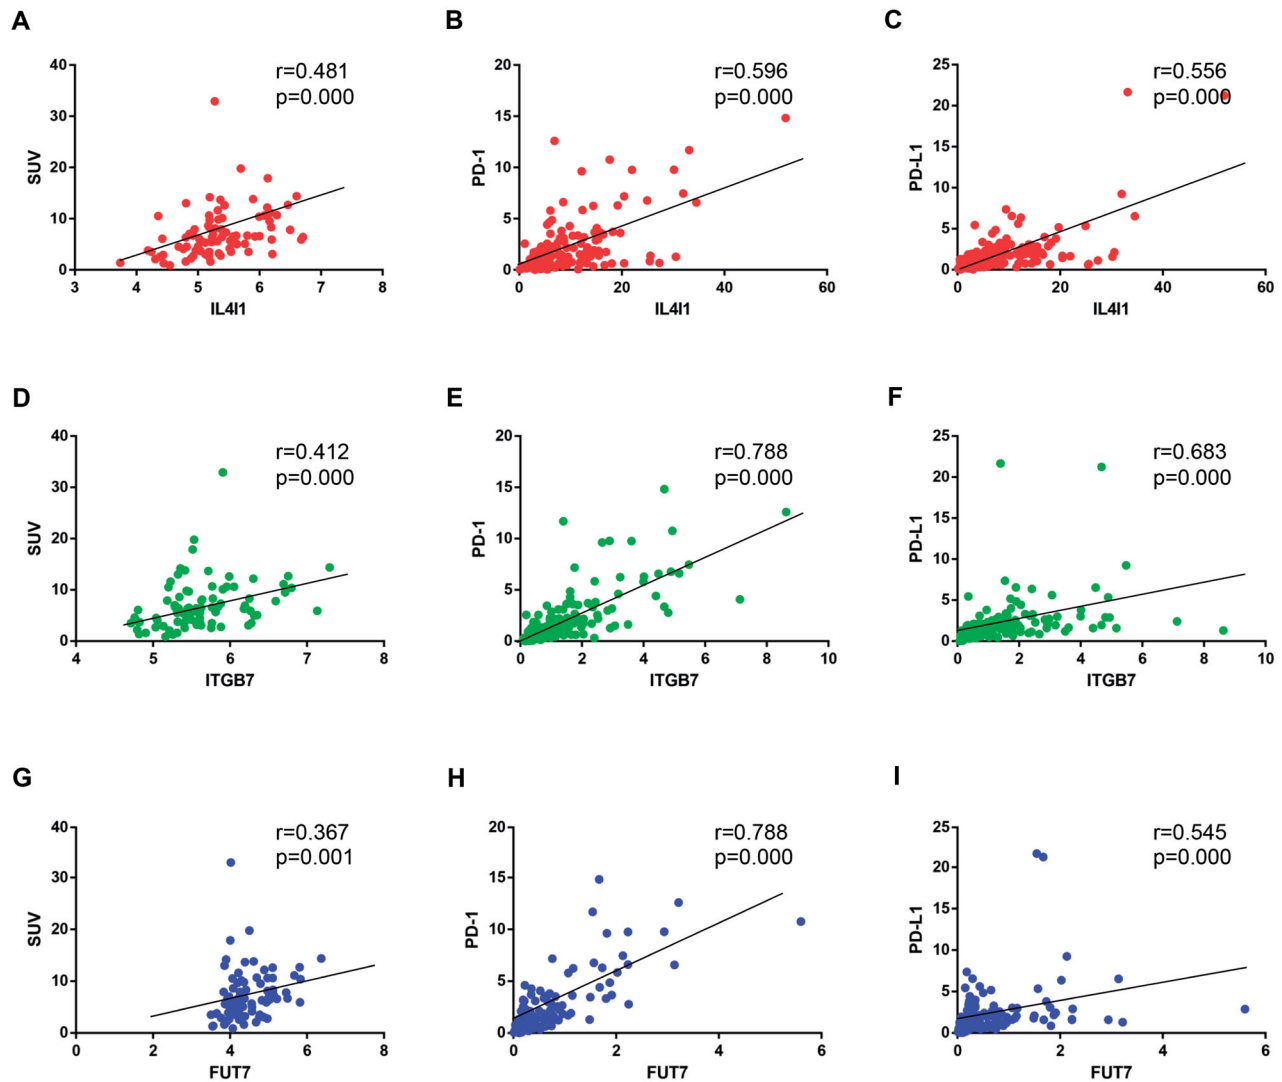 A
SUV
40
30
20
10
0
3 4 5 6 7 8
IL4I1
r=0.481
p=0.000
B
PD-1
20
15
10
5
0
0 20 40 60
IL4I1
r=0.596
p=0.000
C
PD-L1
25
20
15
10
5
0
0 20 40 60
IL4I1
r=0.556
p=0.000
D
SUV
40
30
20
10
0
4 5 6 7 8
ITGB7
r=0.412
p=0.000
E
PD-1
20
15
10
5
0
0 2 4 6 8 10
ITGB7
r=0.788
p=0.000
F
PD-L1
25
20
15
10
5
0
0 2 4 6 8 10
ITGB7
r=0.683
p=0.000
G
SUV
40
30
20
10
0
0 2 4 6 8
FUT7
r=0.367
p=0.001
H
PD-1
20
15
10
5
0
0 2 4 6
FUT7
r=0.788
p=0.000
I
PD-L1
25
20
15
10
5
0
0 2 4 6
FUT7
r=0.545
p=0.000